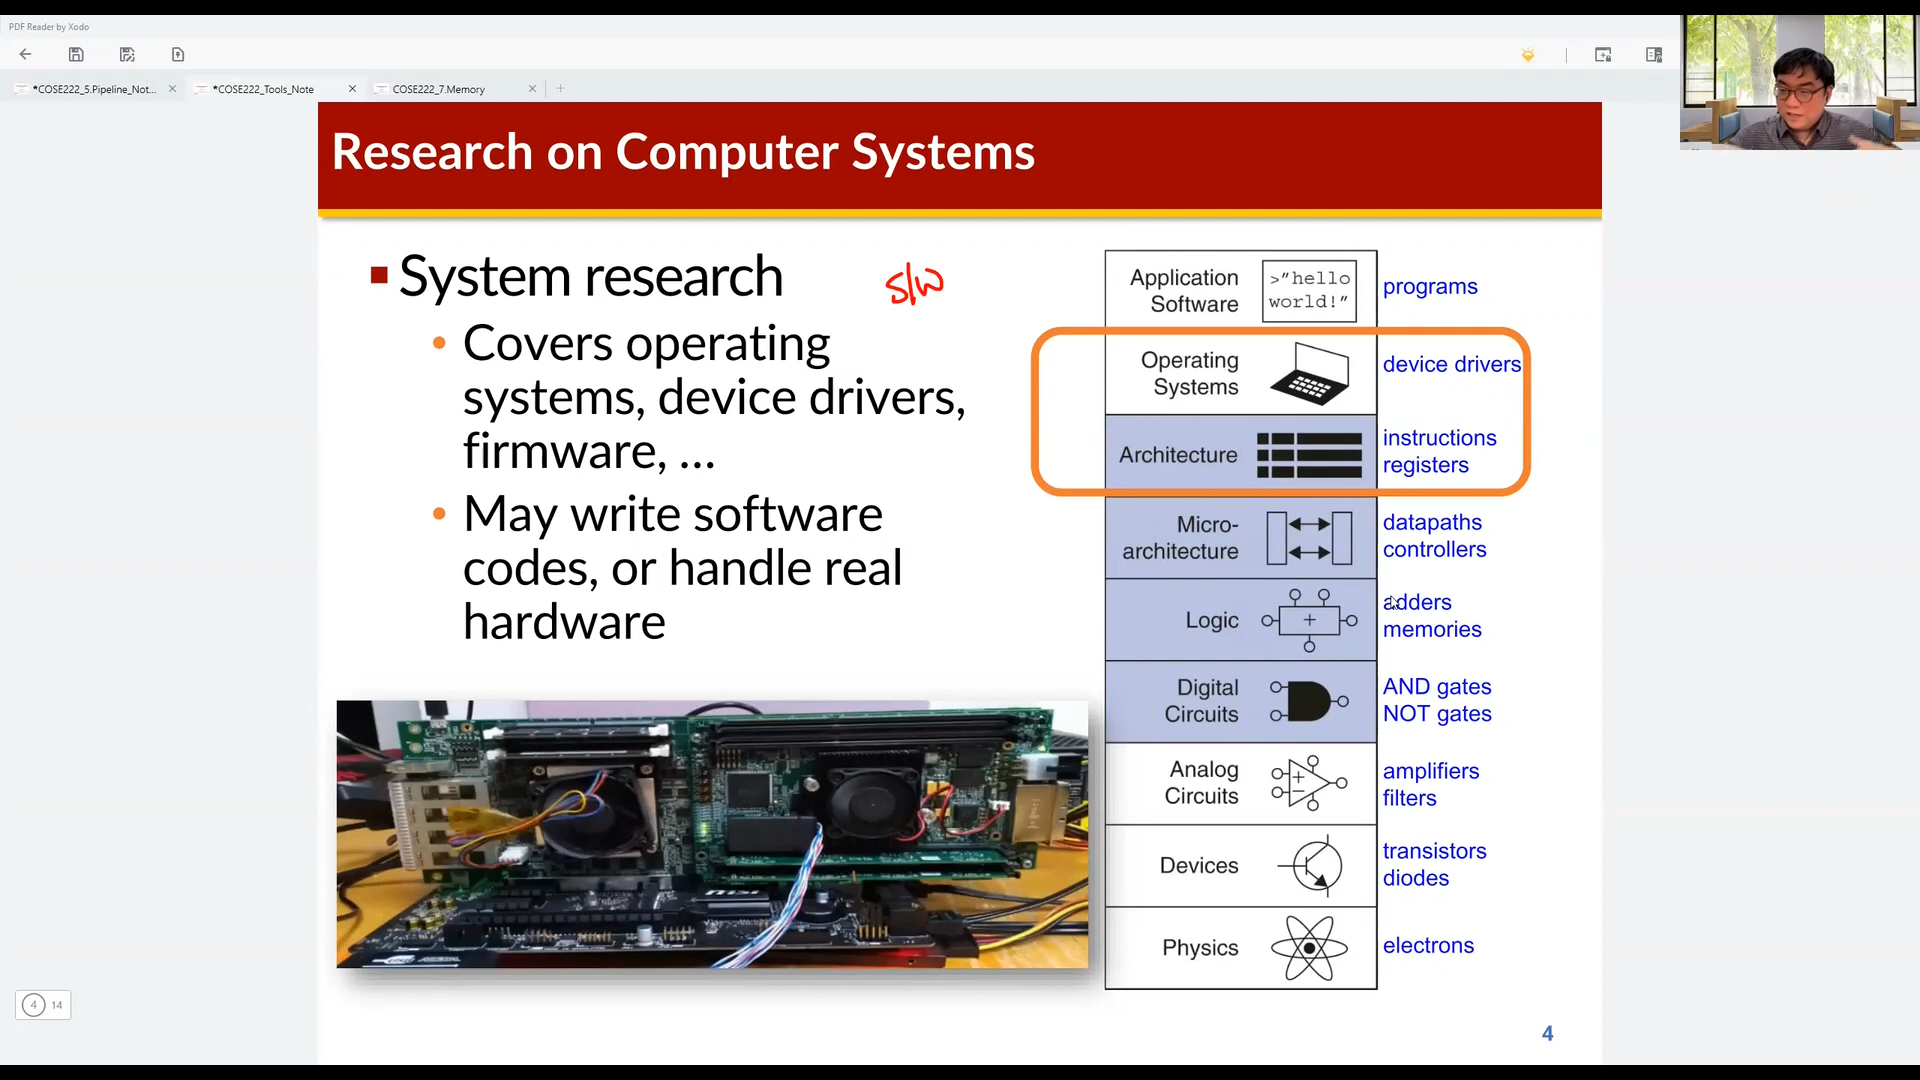 PDF Reader by Xodo
*COSE222_5.Pipeline_Not...
*COSE222_Tools_Note
COSE222_7.Memory
Research on Computer Systems
▪ System research
s/w
• Covers operating
systems, device drivers,
firmware, ...
• May write software
codes, or handle real
hardware
Application
Software
>"hello
world!"
programs
Operating
Systems
device drivers
Architecture
instructions
registers
Micro-
architecture
datapaths
controllers
Logic
+
adders
memories
Digital
Circuits
AND gates
NOT gates
Analog
Circuits
+
−
amplifiers
filters
Devices
transistors
diodes
Physics
electrons
4 14
4